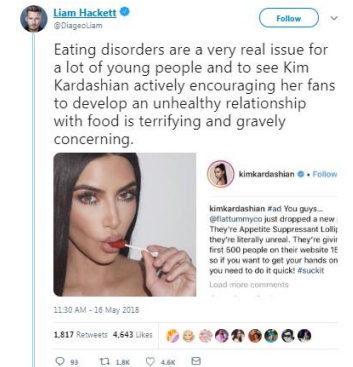 Liam Hackett
@DiageoLiam
Follow
Eating disorders are a very real issue for
a lot of young people and to see Kim
Kardashian actively encouraging her fans
to develop an unhealthy relationship
with food is terrifying and gravely
concerning.
kimkardashian • Follow
kimkardashian #ad You guys...
@flattummyco just dropped a new
They're Appetite Suppressant Lollip
they're literally unreal. They're givin
first 500 people on their website 15
so if you want to get your hands on
you need to do it quick! #suckit
Load more comments
11:30 AM - 16 May 2018
1,817 Retweets 4,643 Likes
93 1.8K 4.6K